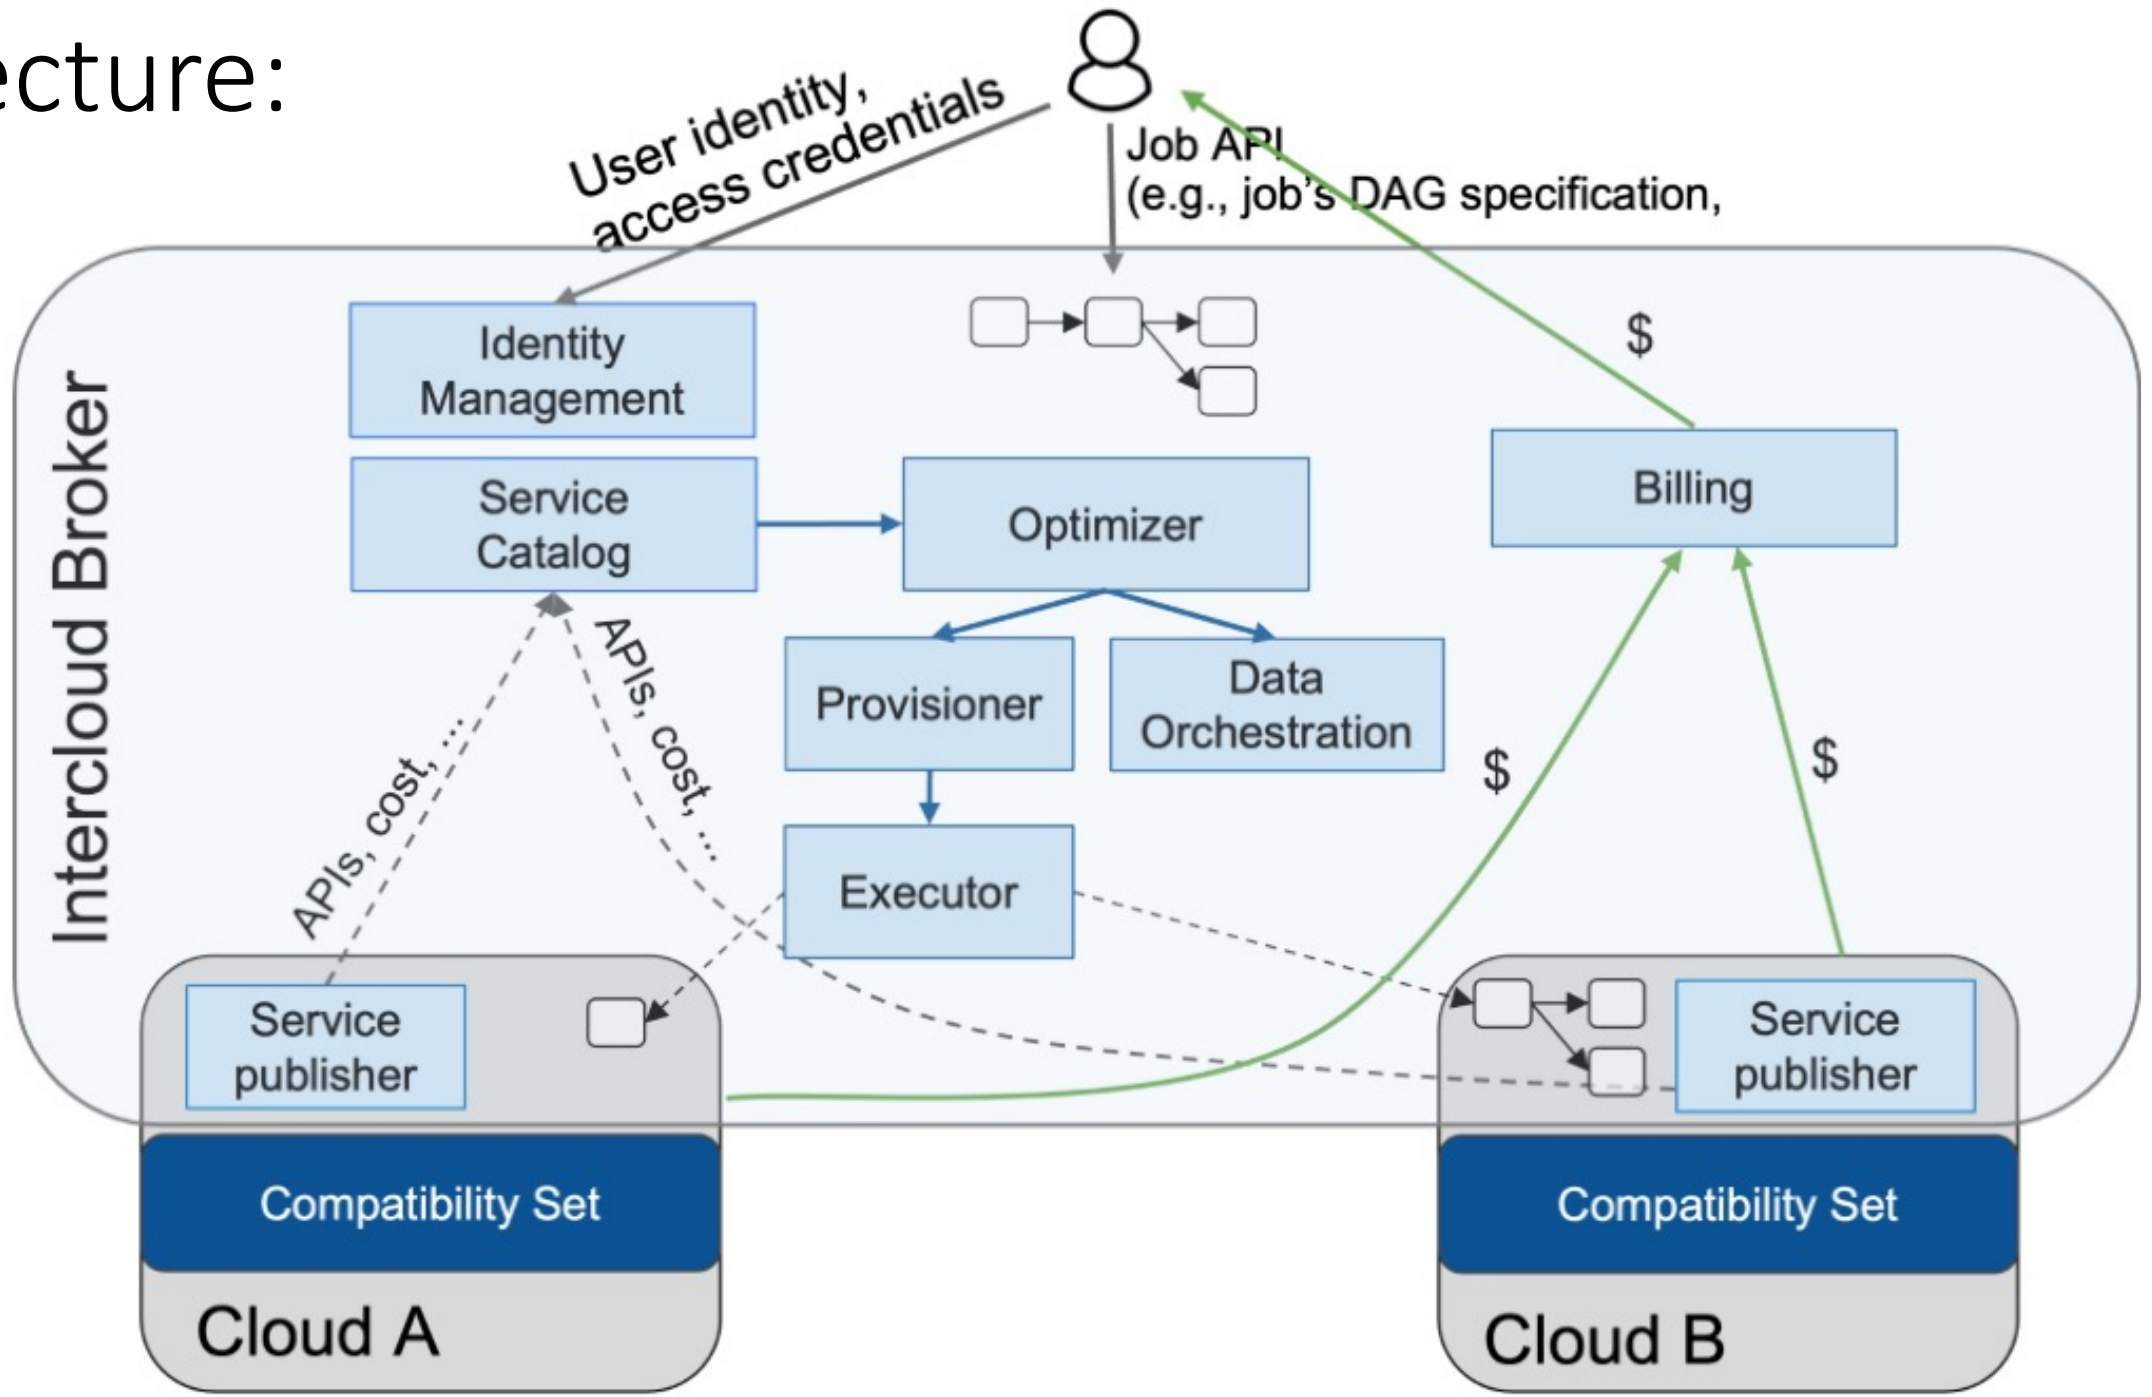 ecture:
User identity,
access credentials
Job API
(e.g., job's DAG specification,
Intercloud Broker
Identity
Management
$
Service
Catalog
Optimizer
Billing
APIs, cost, ...
APIs, cost, ...
Provisioner
Data
Orchestration
$
$
Executor
Service
publisher
Service
publisher
Compatibility Set
Compatibility Set
Cloud A
Cloud B